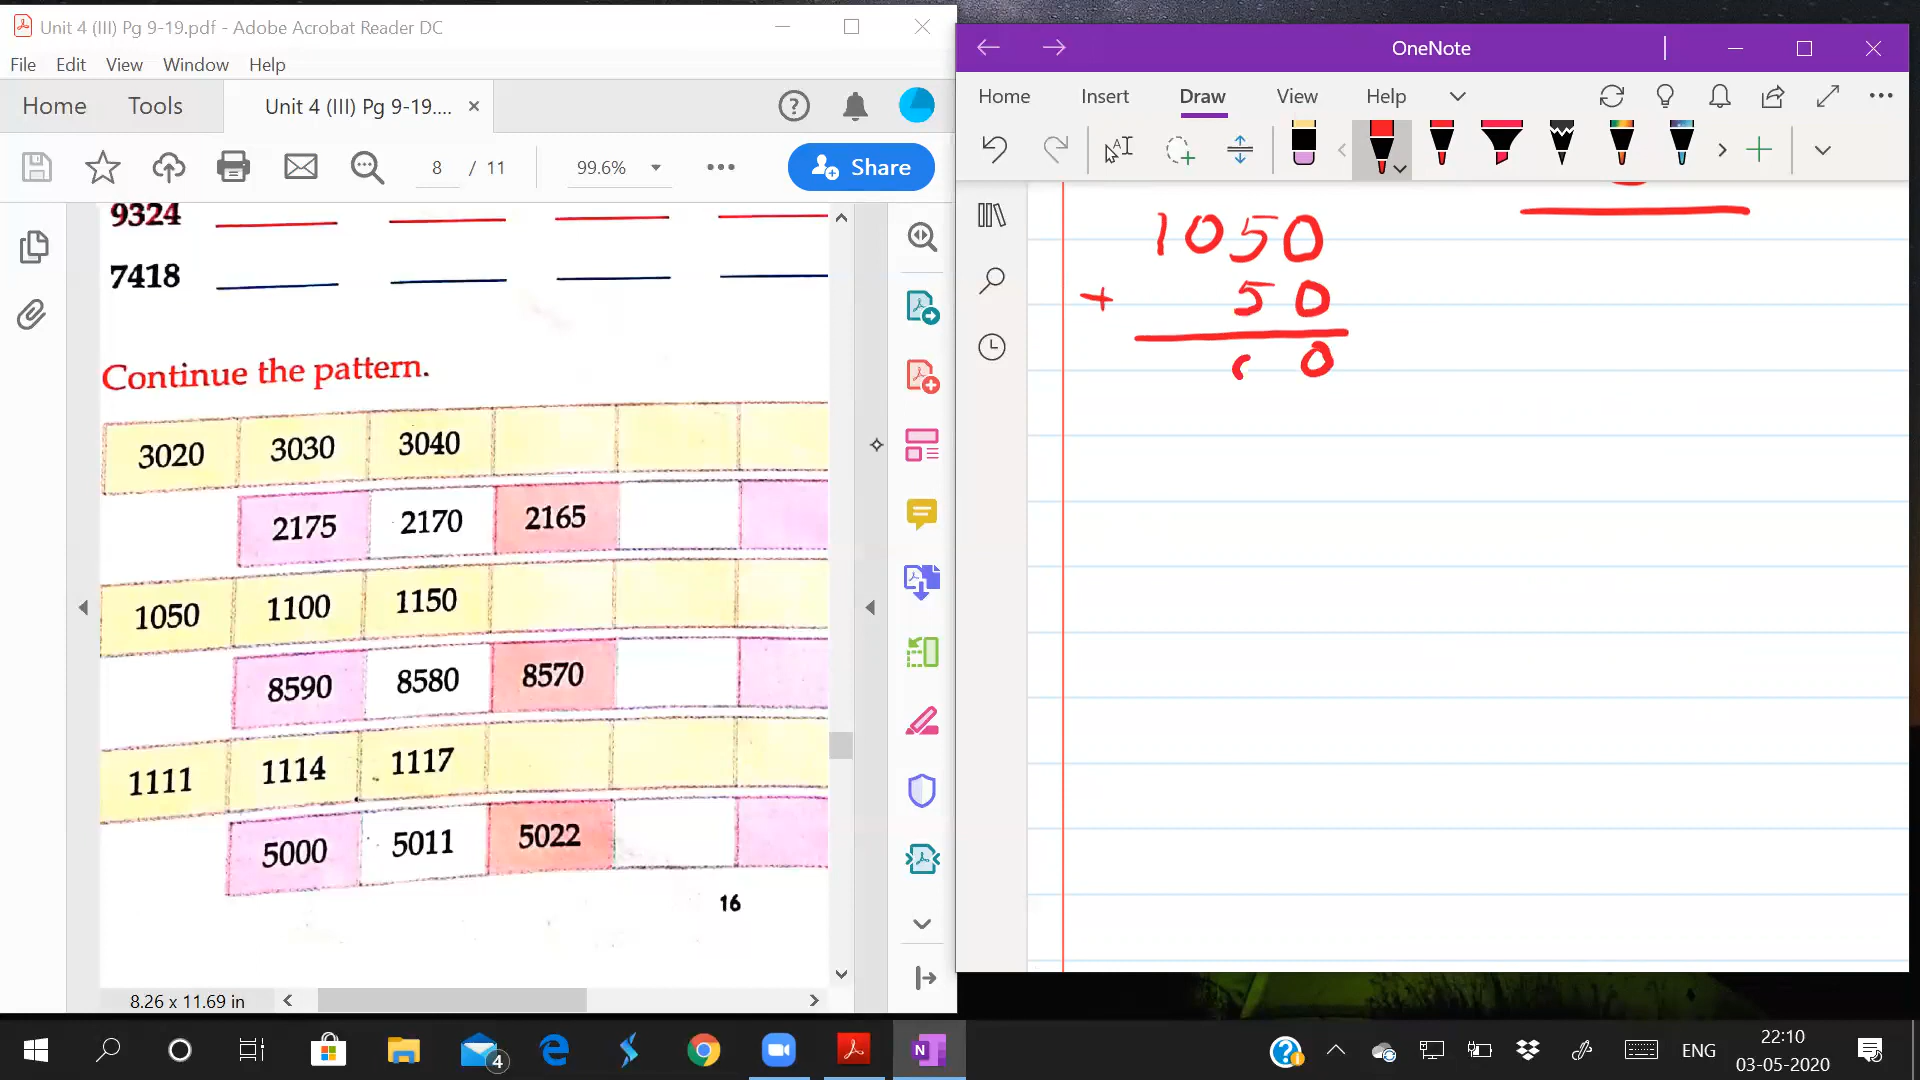 Unit 4 (III) Pg 9-19.pdf - Adobe Acrobat Reader DC
File Edit View Window Help
Home Tools Unit 4 (III) Pg 9-19....
8 / 11 99.6% Share
9324
7418
Continue the pattern.
3020 3030 3040
2175 2170 2165
1050 1100 1150
8590 8580 8570
1111 1114 1117
5000 5011 5022
16
8.26 x 11.69 in
OneNote
Home Insert Draw View Help
1050
+ 50
0
4
N
ENG
22:10
03-05-2020